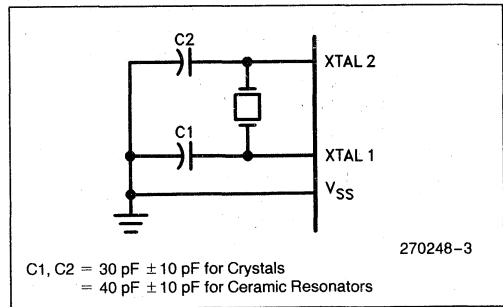 C2
XTAL 2
C1
XTAL 1
VSS
270248-3
C1, C2 = 30 pF ±10 pF for Crystals
= 40 pF ±10 pF for Ceramic Resonators